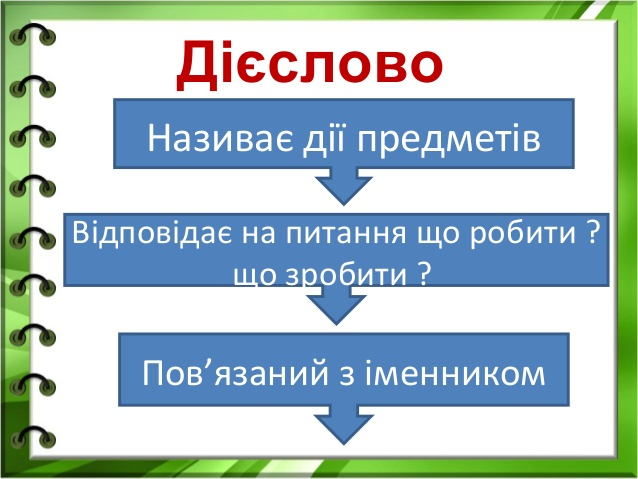 Дієслово
Називає дії предметів
Відповідає на питання що робити ?
що зробити ?
Пов’язаний з іменником